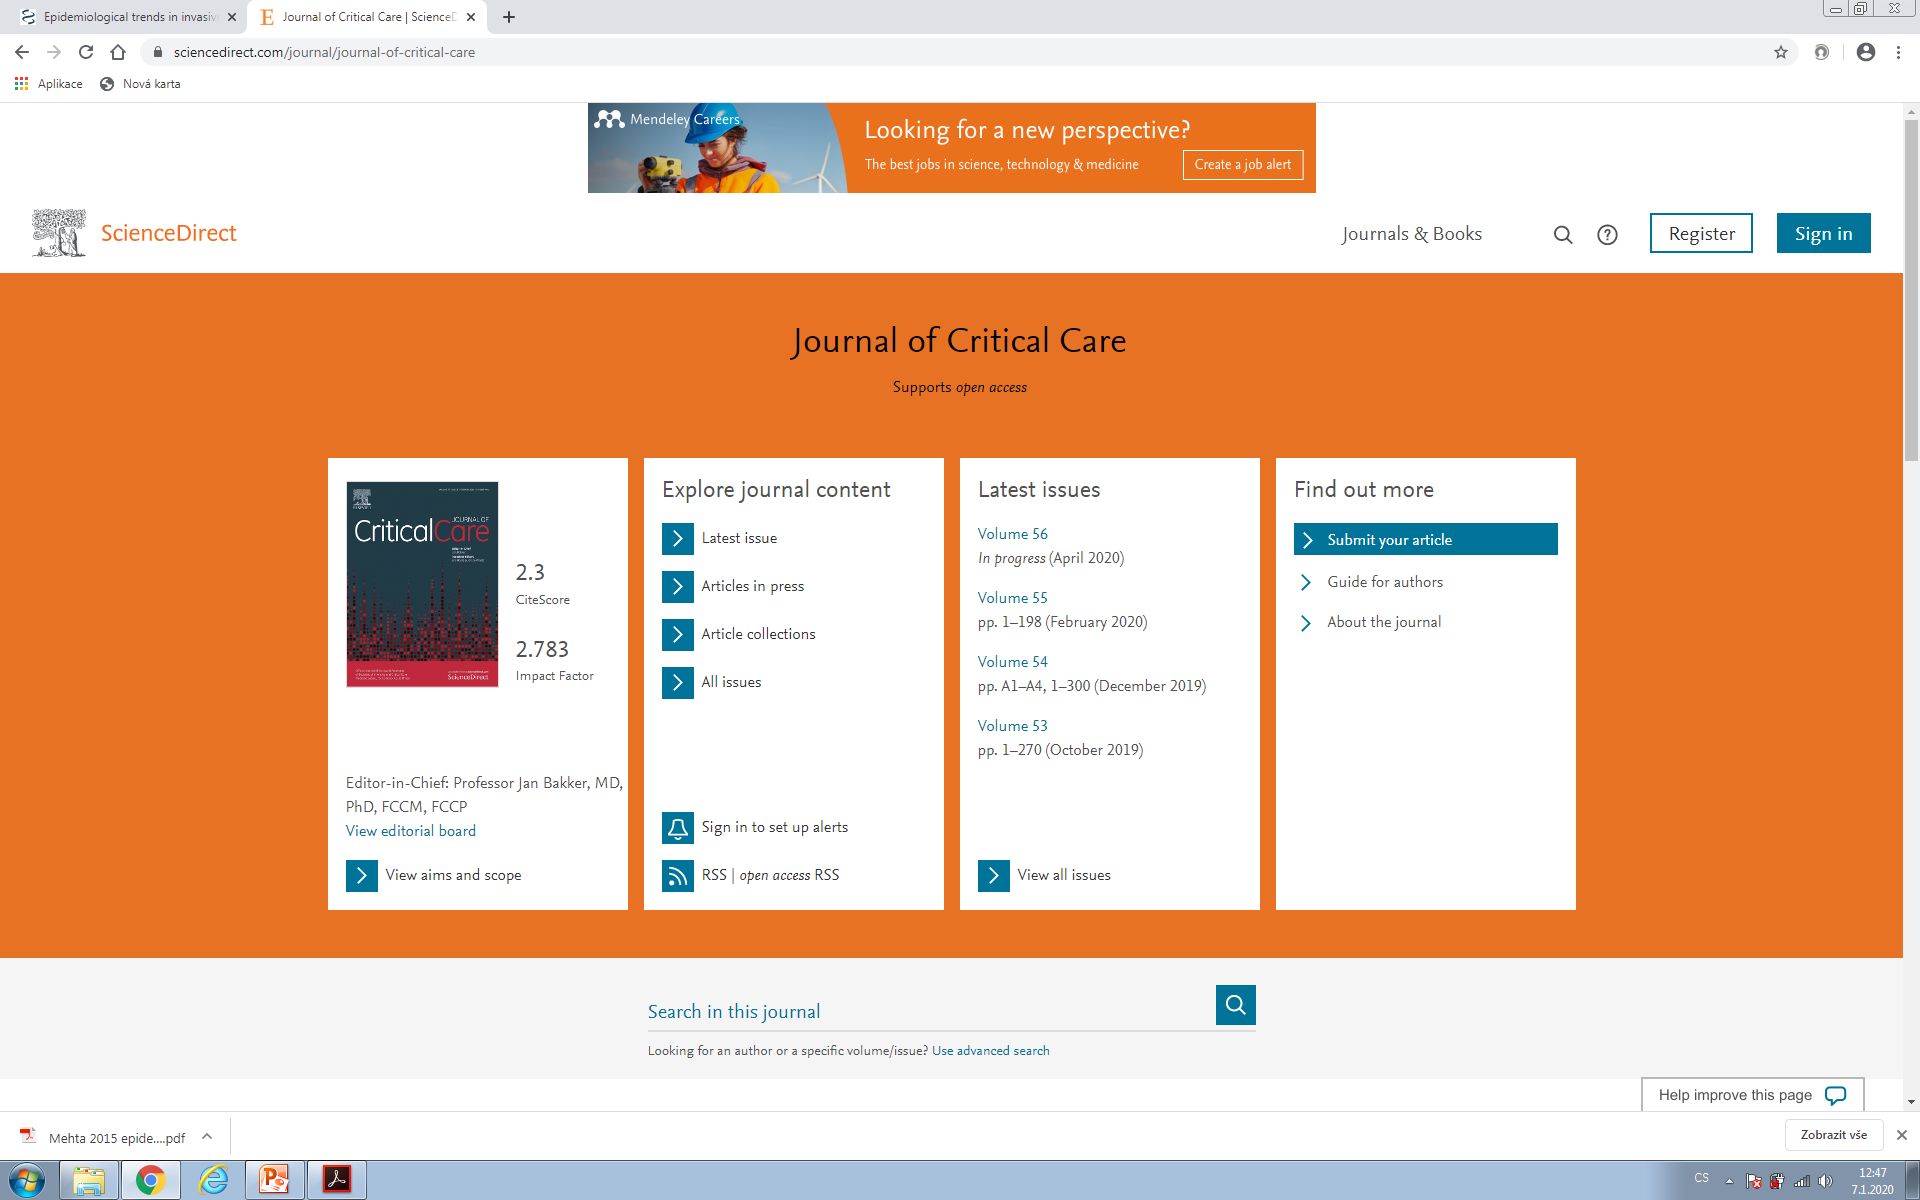 Epidemiological trends in invasiv
Journal of Critical Care | ScienceD
sciencedirect.com/journal/journal-of-critical-care
Aplikace
Nová karta
Mendeley Careers
Looking for a new perspective?
The best jobs in science, technology & medicine
Create a job alert
ScienceDirect
Journals & Books
Register
Sign in
Journal of Critical Care
Supports open access
JOURNAL OF
CriticalCare
ScienceDirect
2.3
CiteScore
2.783
Impact Factor
Editor-in-Chief: Professor Jan Bakker, MD,
PhD, FCCM, FCCP
View editorial board
View aims and scope
Explore journal content
Latest issue
Articles in press
Article collections
All issues
Sign in to set up alerts
RSS | open access RSS
Latest issues
Volume 56
In progress (April 2020)
Volume 55
pp. 1–198 (February 2020)
Volume 54
pp. A1–A4, 1–300 (December 2019)
Volume 53
pp. 1–270 (October 2019)
View all issues
Find out more
Submit your article
Guide for authors
About the journal
Search in this journal
Looking for an author or a specific volume/issue? Use advanced search
Help improve this page
Mehta 2015 epide....pdf
Zobrazit vše
CS
12:47
7.1.2020